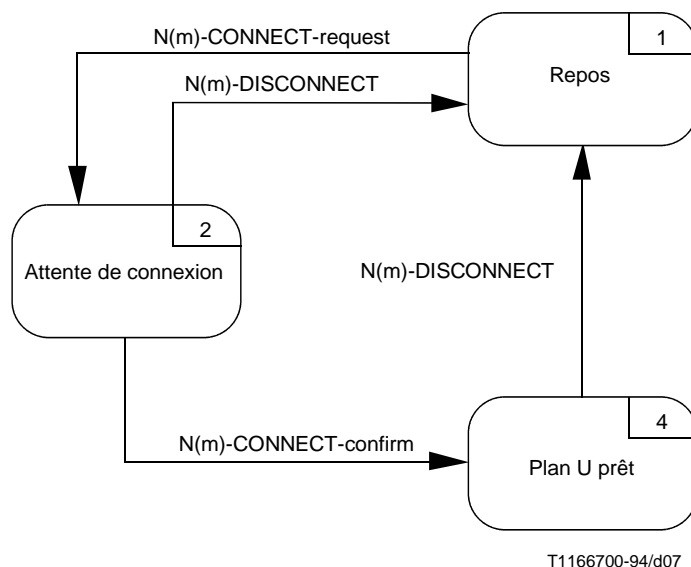 N(m)-CONNECT-request
1
Repos
N(m)-DISCONNECT
2
Attente de connexion
N(m)-DISCONNECT
4
N(m)-CONNECT-confirm
Plan U prêt
T1166700-94/d07